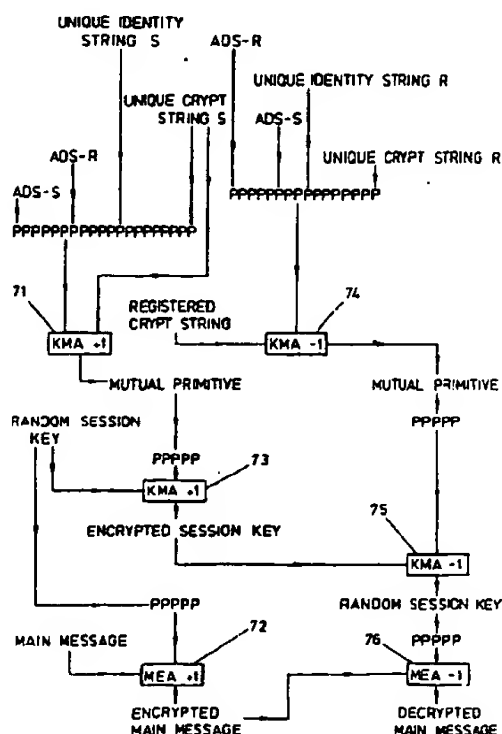 UNIQUE IDENTITY
STRING S
ADS-R
UNIQUE IDENTITY STRING R
UNIQUE CRYPT
STRING S
ADS-S
ADS-R
UNIQUE CRYPT STRING R
ADS-S
PPPPPPPPPPPPPPPP
PPPPPPPPPPPPPPPPPPP
71
REGISTERED
CRYPT STRING
74
KMA +1
KMA -1
MUTUAL PRIMITIVE
MUTUAL PRIMITIVE
RANDOM SESSION
KEY
PPPPP
PPPPP
73
KMA +1
ENCRYPTED SESSION KEY
75
KMA -1
RANDOM SESSION KEY
PPPPP
72
76
PPPPP
MAIN MESSAGE
MEA +1
MEA -1
ENCRYPTED
MAIN MESSAGE
DECRYPTED
MAIN MESSAGE